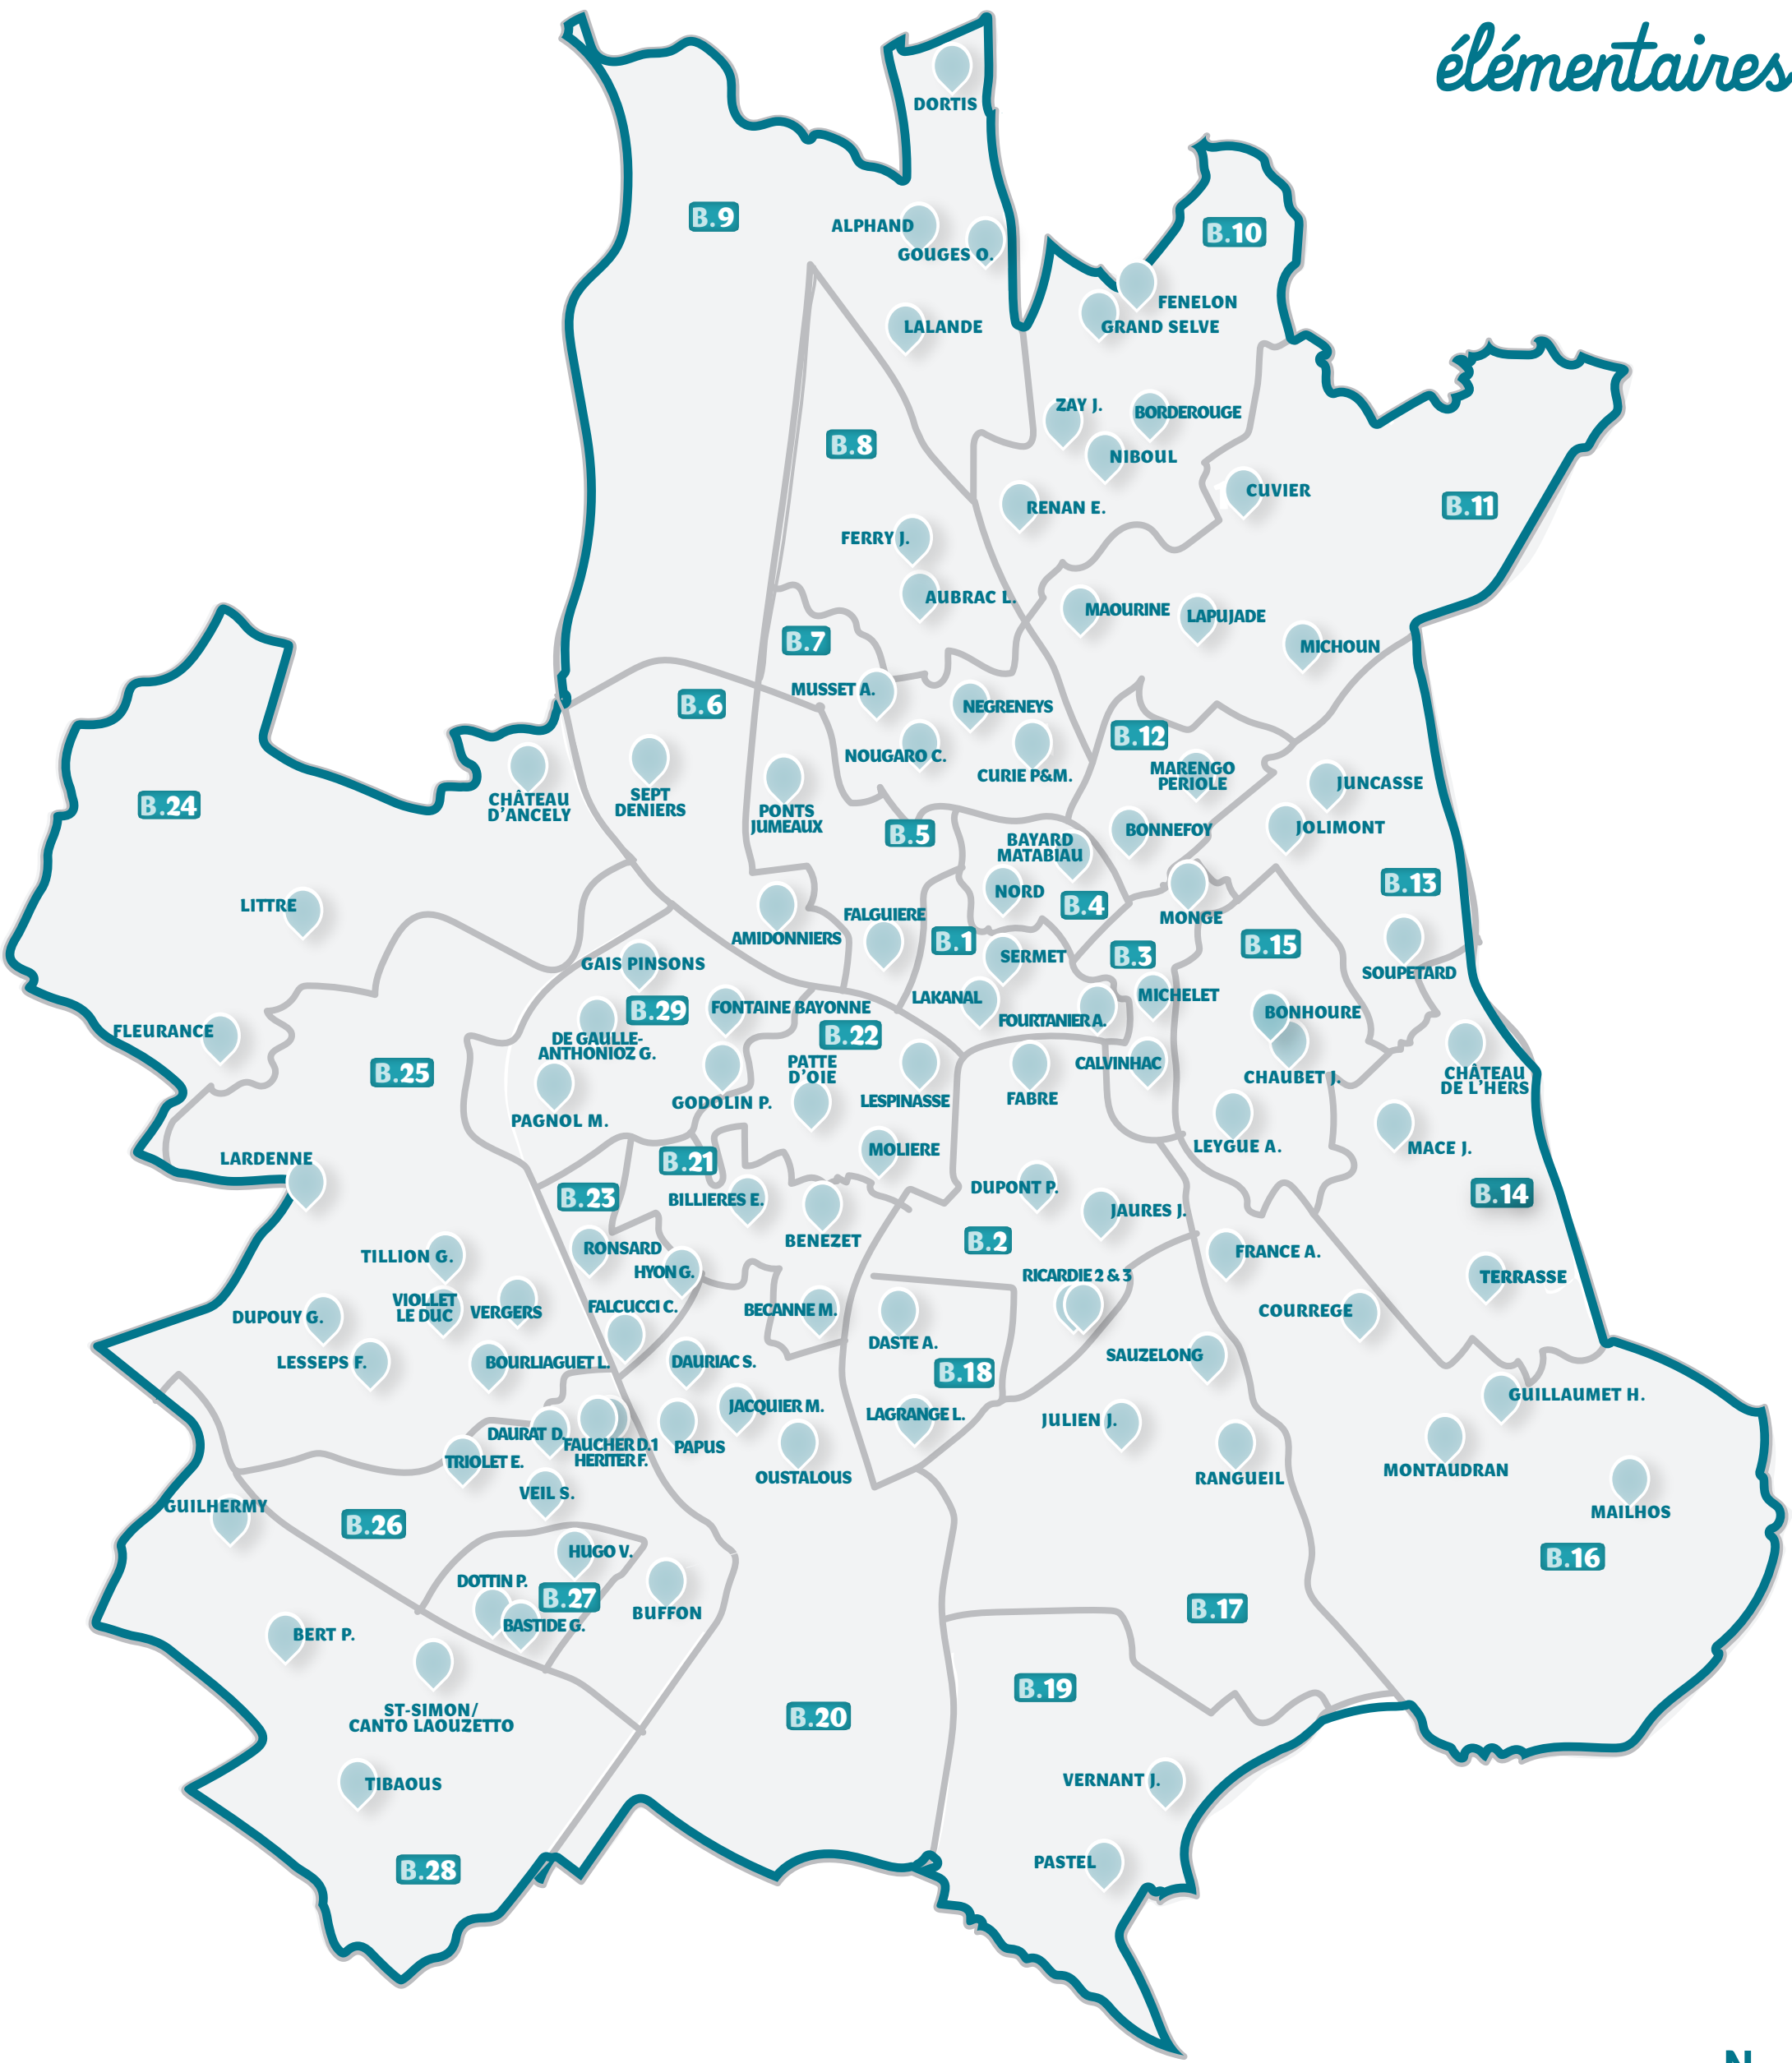 élémentaires
DORTIS
B.9
ALPHAND
B.10
GOUGES O.
FENELON
LALANDE
GRAND SELVE
ZAY J.
BORDEROUGE
B.8
NIBOUL
CUVIER
RENAN E.
B.11
FERRY J.
AUBRAC L.
MAOURINE
LAPUJADE
B.7
MICHOUN
MUSSET A.
B.6
NEGRENEYS
B.12
NOUGARO C.
CURIE P&M.
MARENGO
PERIOLE
JUNCASSE
CHÂTEAU
D'ANCELY
SEPT
DENIERS
B.24
PONTS
JUMEAUX
B.5
BONNEFOY
JOLIMONT
BAYARD
MATABIAU
B.13
NORD
B.4
LITTRE
FALGUIERE
MONGE
AMIDONNIERS
B.1
B.15
B.3
SERMET
GAIS PINSONS
SOUPETARD
LAKANAL
MICHELET
B.29
FONTAINE BAYONNE
BONHOURE
FOURTANIER A.
FLEURANCE
DE GAULLE-
ANTHONIOZ G.
B.22
PATTE
D'OIE
CALVINHAC
B.25
CHAUBET J.
CHÂTEAU
DE L'HERS
GODOLIN P.
LESPINASSE
FABRE
PAGNOL M.
MOLIERE
LEYGUE A.
MACE J.
LARDENNE
B.21
B.23
BILLIERES E.
DUPONT P.
B.14
JAURES J.
BENEZET
B.2
RONSARD
FRANCE A.
TILLION G.
HYON G.
RICARDIE 2 & 3
TERRASSE
VIOLLET
LE DUC
FALCUCCI C.
BECANNE M.
VERGERS
COURREGE
DUPOUY G.
DASTE A.
SAUZELONG
LESSEPS F.
BOURLIAGUET L.
DAURIAC S.
B.18
GUILLAUMET H.
JACQUIER M.
LAGRANGE L.
JULIEN J.
DAURAT D.
FAUCHER D.1
HERITER F.
PAPUS
TRIOLET E.
OUSTALOUS
RANGUEIL
MONTAUDRAN
VEIL S.
GUILHERMY
MAILHOS
B.26
HUGO V.
B.16
DOTTIN P.
B.27
BUFFON
BASTIDE G.
B.17
BERT P.
B.19
ST-SIMON/
CANTO LAOUZETTO
B.20
TIBAOUS
VERNANT J.
PASTEL
B.28